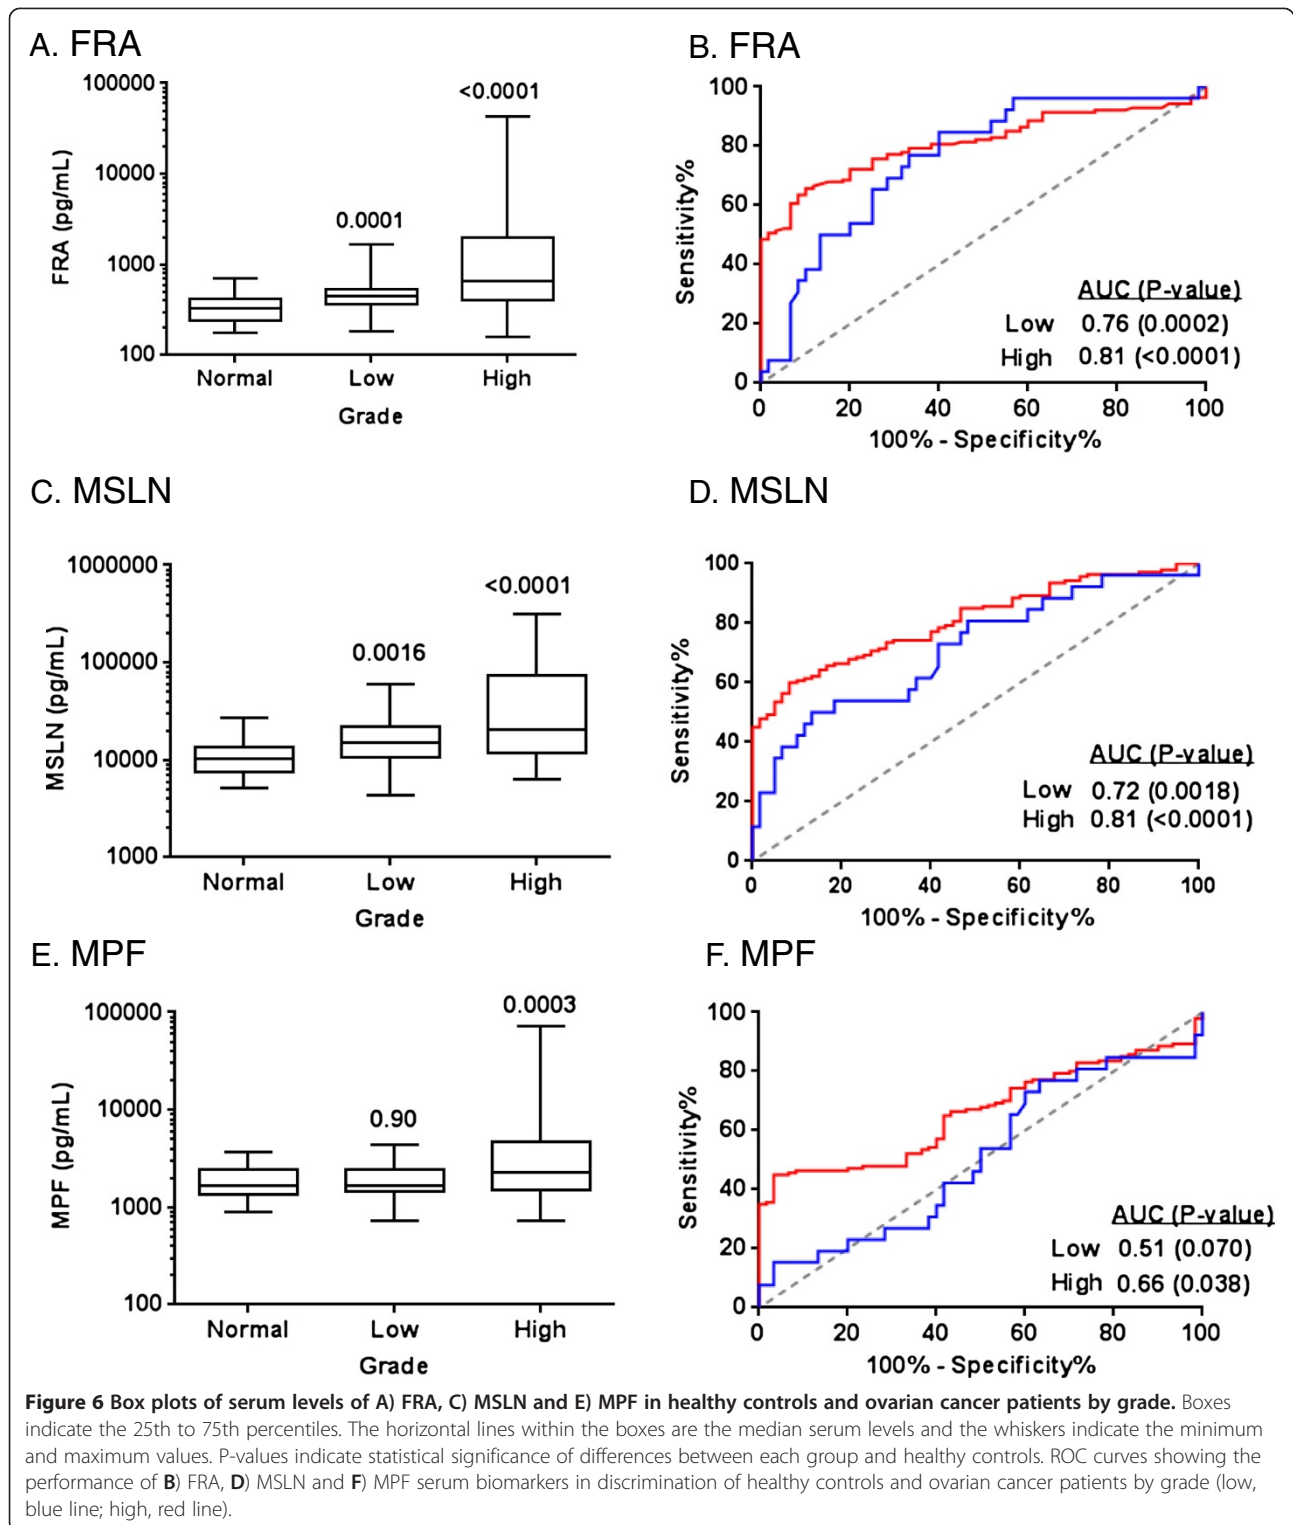 A. FRA
100000
10000
1000
100
FRA (pg/mL)
0.0001
<0.0001
Normal
Low
High
Grade
B. FRA
100
80
60
40
20
0
Sensitivity%
AUC (P-value)
Low 0.76 (0.0002)
High 0.81 (<0.0001)
0 20 40 60 80 100
100% - Specificity%
C. MSLN
1000000
100000
10000
1000
MSLN (pg/mL)
0.0016
<0.0001
Normal
Low
High
Grade
D. MSLN
100
80
60
40
20
0
Sensitivity%
AUC (P-value)
Low 0.72 (0.0018)
High 0.81 (<0.0001)
0 20 40 60 80 100
100% - Specificity%
E. MPF
100000
10000
1000
100
MPF (pg/mL)
0.90
0.0003
Normal
Low
High
Grade
F. MPF
100
80
60
40
20
0
Sensitivity%
AUC (P-value)
Low 0.51 (0.070)
High 0.66 (0.038)
0 20 40 60 80 100
100% - Specificity%
Figure 6 Box plots of serum levels of A) FRA, C) MSLN and E) MPF in healthy controls and ovarian cancer patients by grade. Boxes
indicate the 25th to 75th percentiles. The horizontal lines within the boxes are the median serum levels and the whiskers indicate the minimum
and maximum values. P-values indicate statistical significance of differences between each group and healthy controls. ROC curves showing the
performance of B) FRA, D) MSLN and F) MPF serum biomarkers in discrimination of healthy controls and ovarian cancer patients by grade (low,
blue line; high, red line).